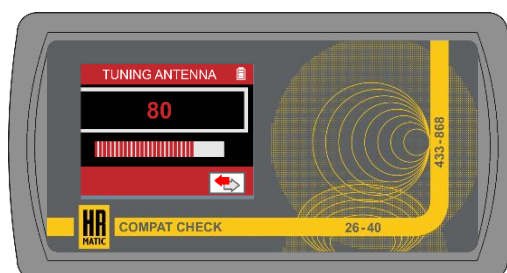 TUNING ANTENNA
80
433-868
HR
MATIC
COMPAT CHECK
26-40